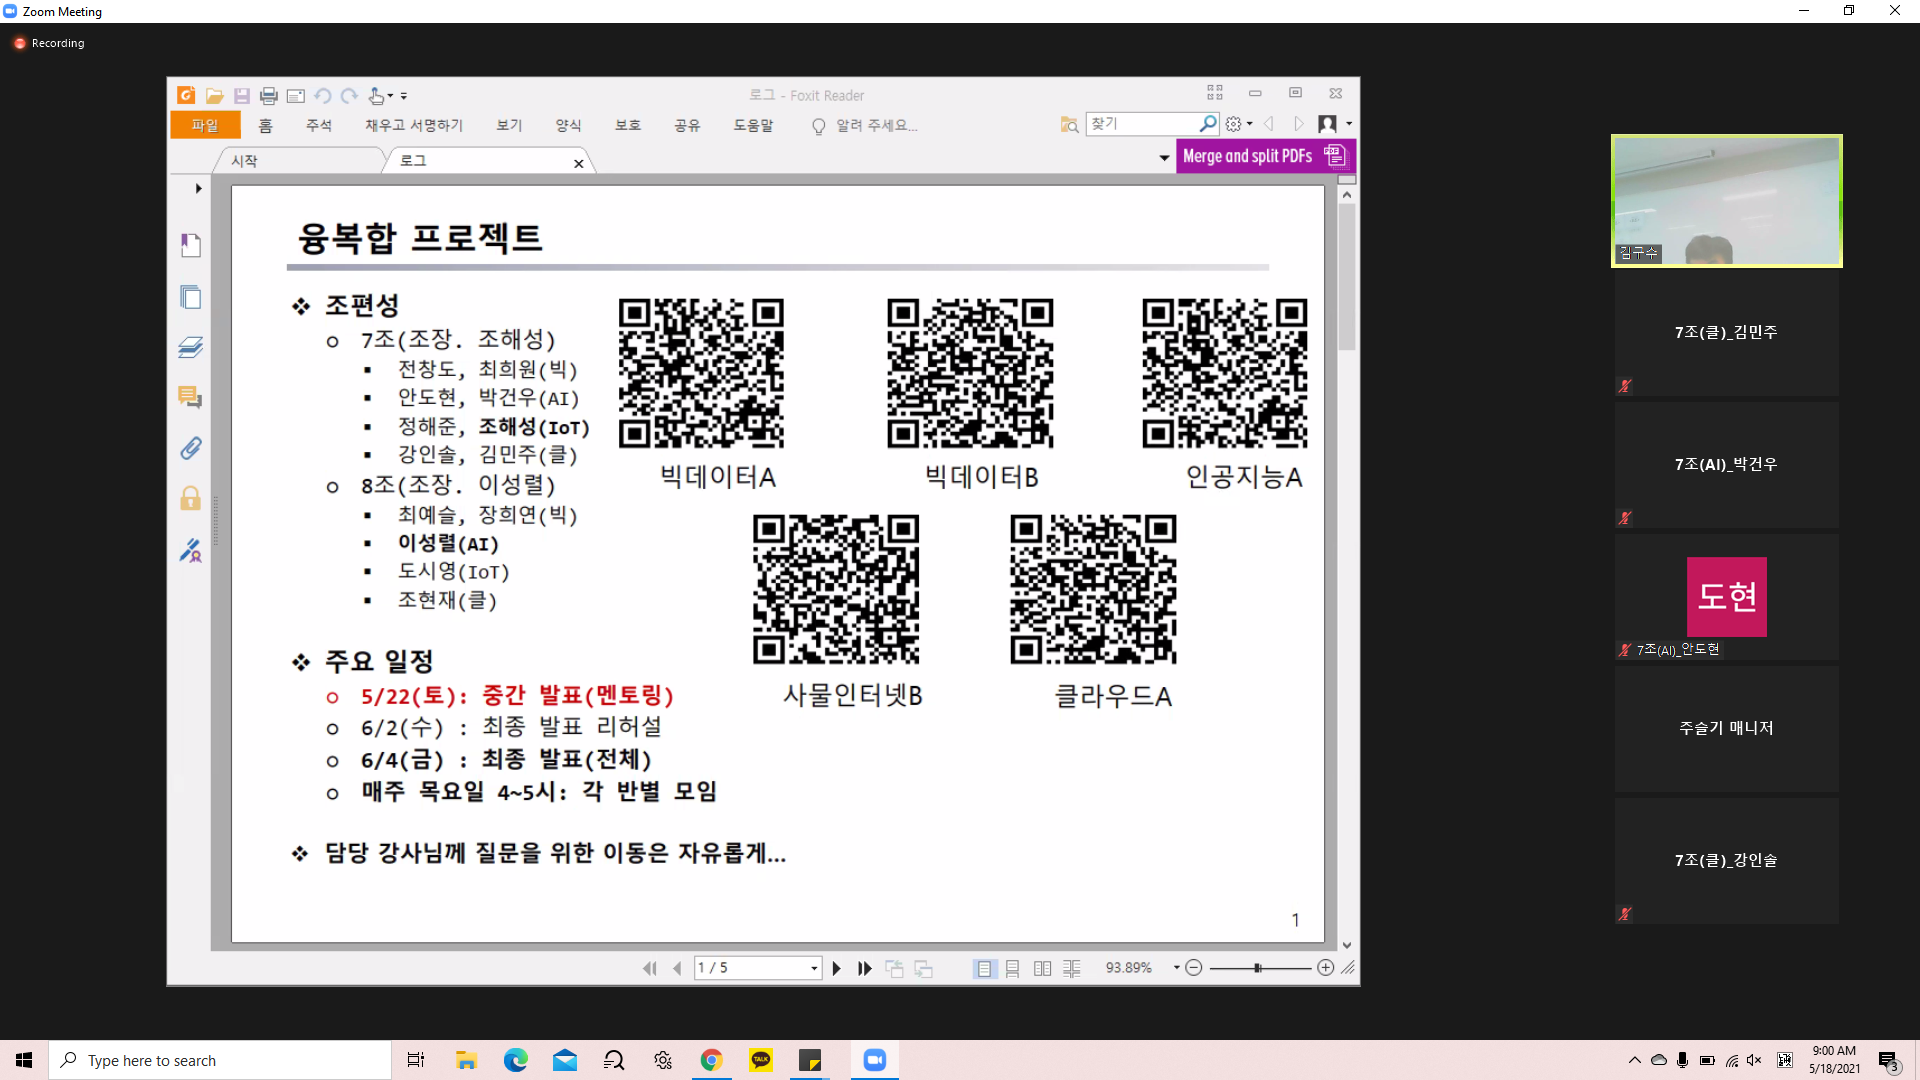 Zoom Meeting
Recording
로그 - Foxit Reader
파일 홈 주석 채우고 서명하기 보기 양식 보호 공유 도움말 알려 주세요... 찾기
시작 로그 Merge and split PDFs
융복합 프로젝트
조편성
7조(조장. 조해성)
전창도, 최희원(빅)
안도현, 박건우(AI)
정해준, 조해성(IoT)
강인솔, 김민주(클)
8조(조장. 이성렬)
최예슬, 장희연(빅)
이성렬(AI)
도시영(IoT)
조현재(클)
빅데이터A 빅데이터B 인공지능A
사물인터넷B 클라우드A
주요 일정
5/22(토): 중간 발표(멘토링)
6/2(수) : 최종 발표 리허설
6/4(금) : 최종 발표(전체)
매주 목요일 4~5시: 각 반별 모임
담당 강사님께 질문을 위한 이동은 자유롭게...
1
1 / 5 93.89%
김구수
7조(클)_김민주
7조(AI)_박건우
도현
7조(AI)_안도현
주슬기 매니저
7조(클)_강인솔
Type here to search
TALK
9:00 AM
5/18/2021
3